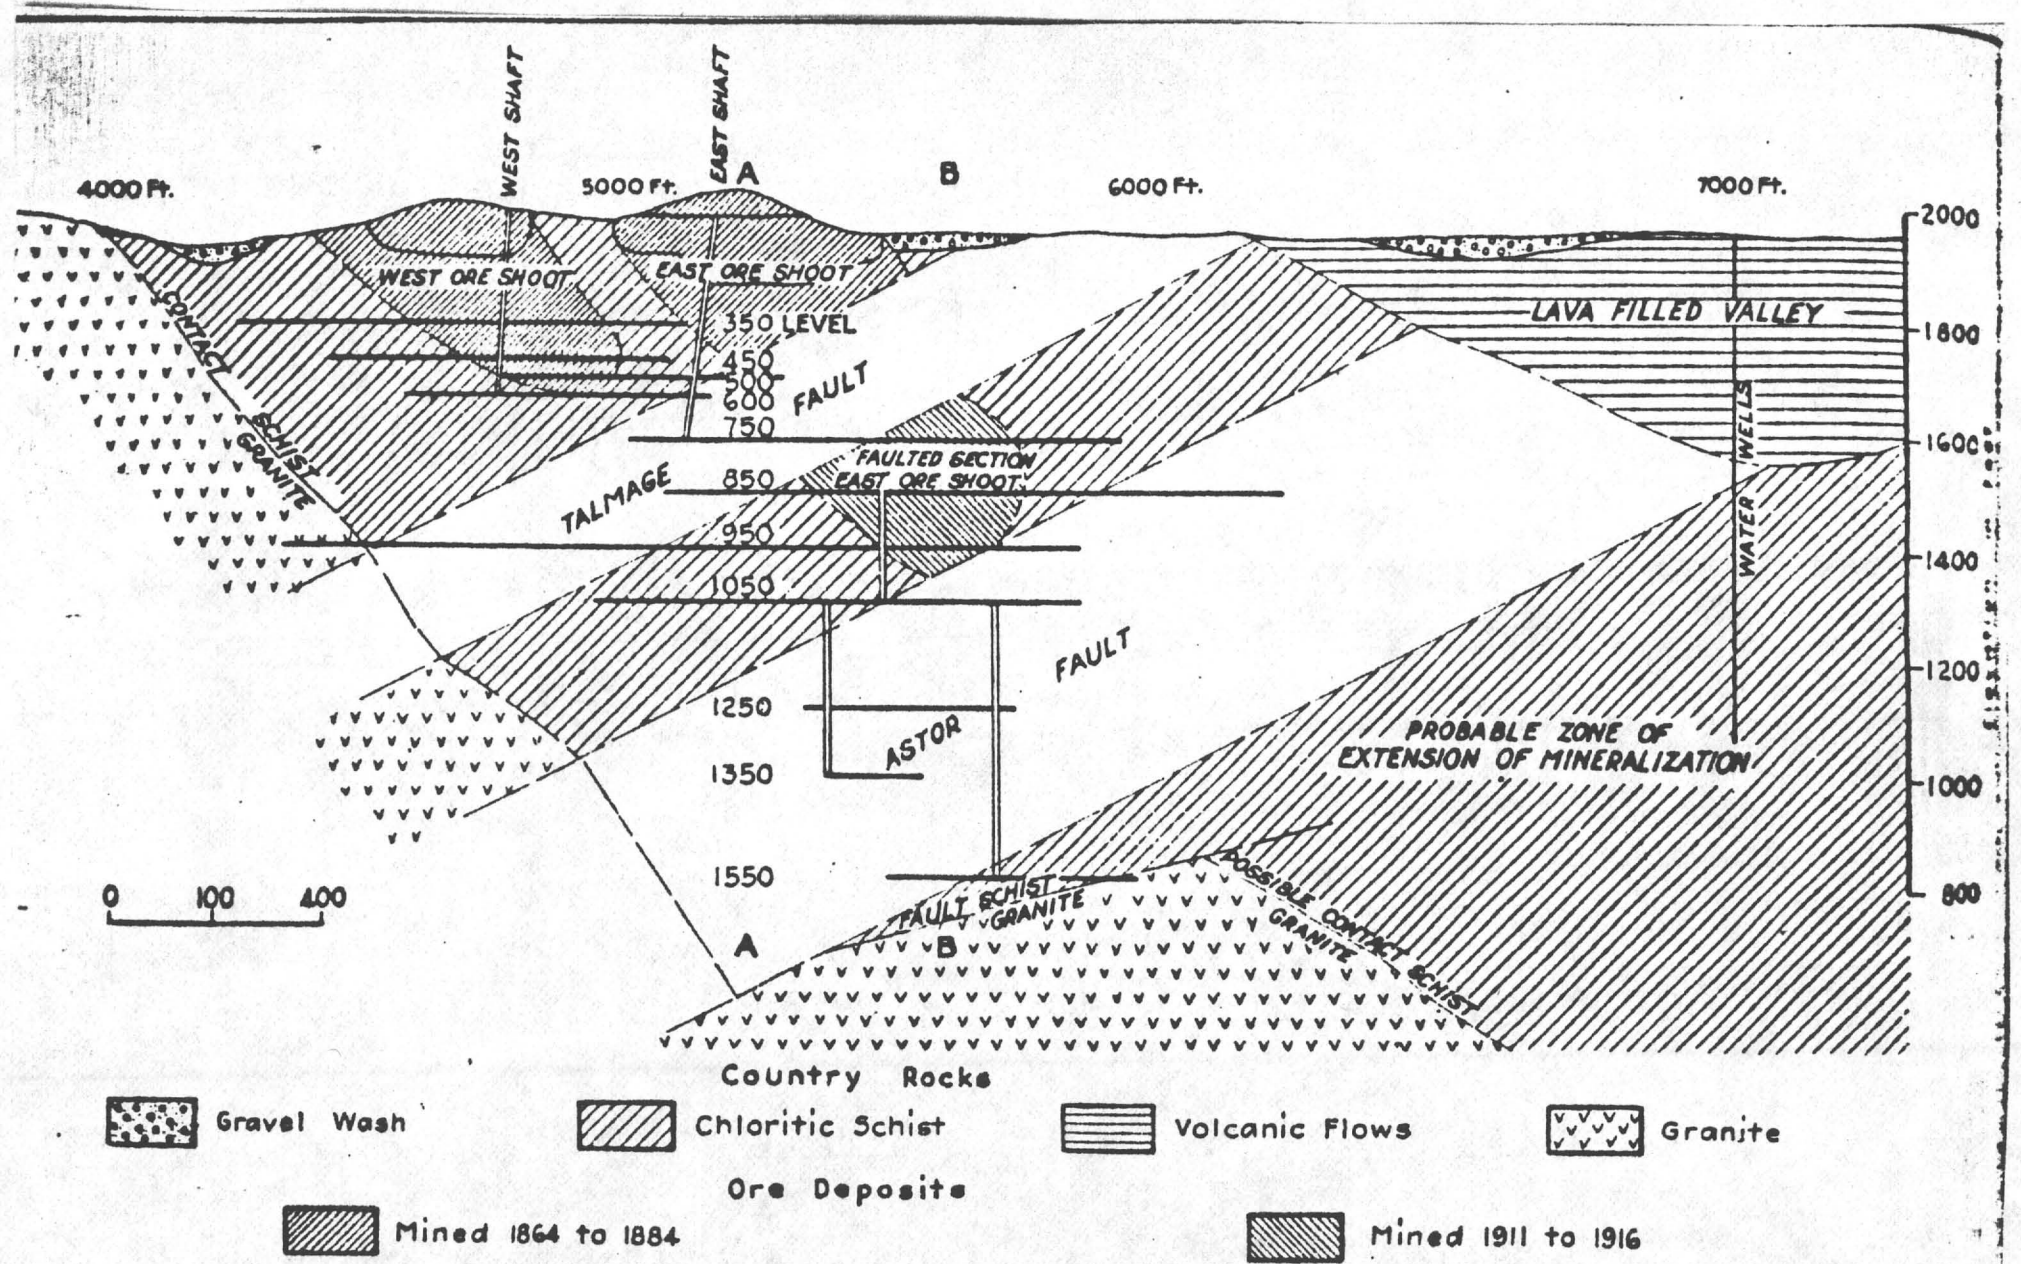 WEST SHAFT
EAST SHAFT
4000 Ft.
5000 Ft.
A
B
6000 Ft.
7000 Ft.
2000
WEST ORE SHOOT
EAST ORE SHOOT
CONTACT
SCHIST
GRANITE
350 LEVEL
450
500
600
750
850
950
1050
1250
1350
1550
TALMAGE
FAULT
FAULTED SECTION
EAST ORE SHOOT
ASTOR
FAULT
LAVA FILLED VALLEY
WATER WELLS
1800
1600
1400
1200
1000
800
PROBABLE ZONE OF
EXTENSION OF MINERALIZATION
0 100 400
FAULT SCHIST
GRANITE
POSSIBLE CONTACT SCHIST
GRANITE
A
B
Country Rocks
Gravel Wash
Chloritic Schist
Volcanic Flows
Granite
Ore Deposits
Mined 1864 to 1884
Mined 1911 to 1916